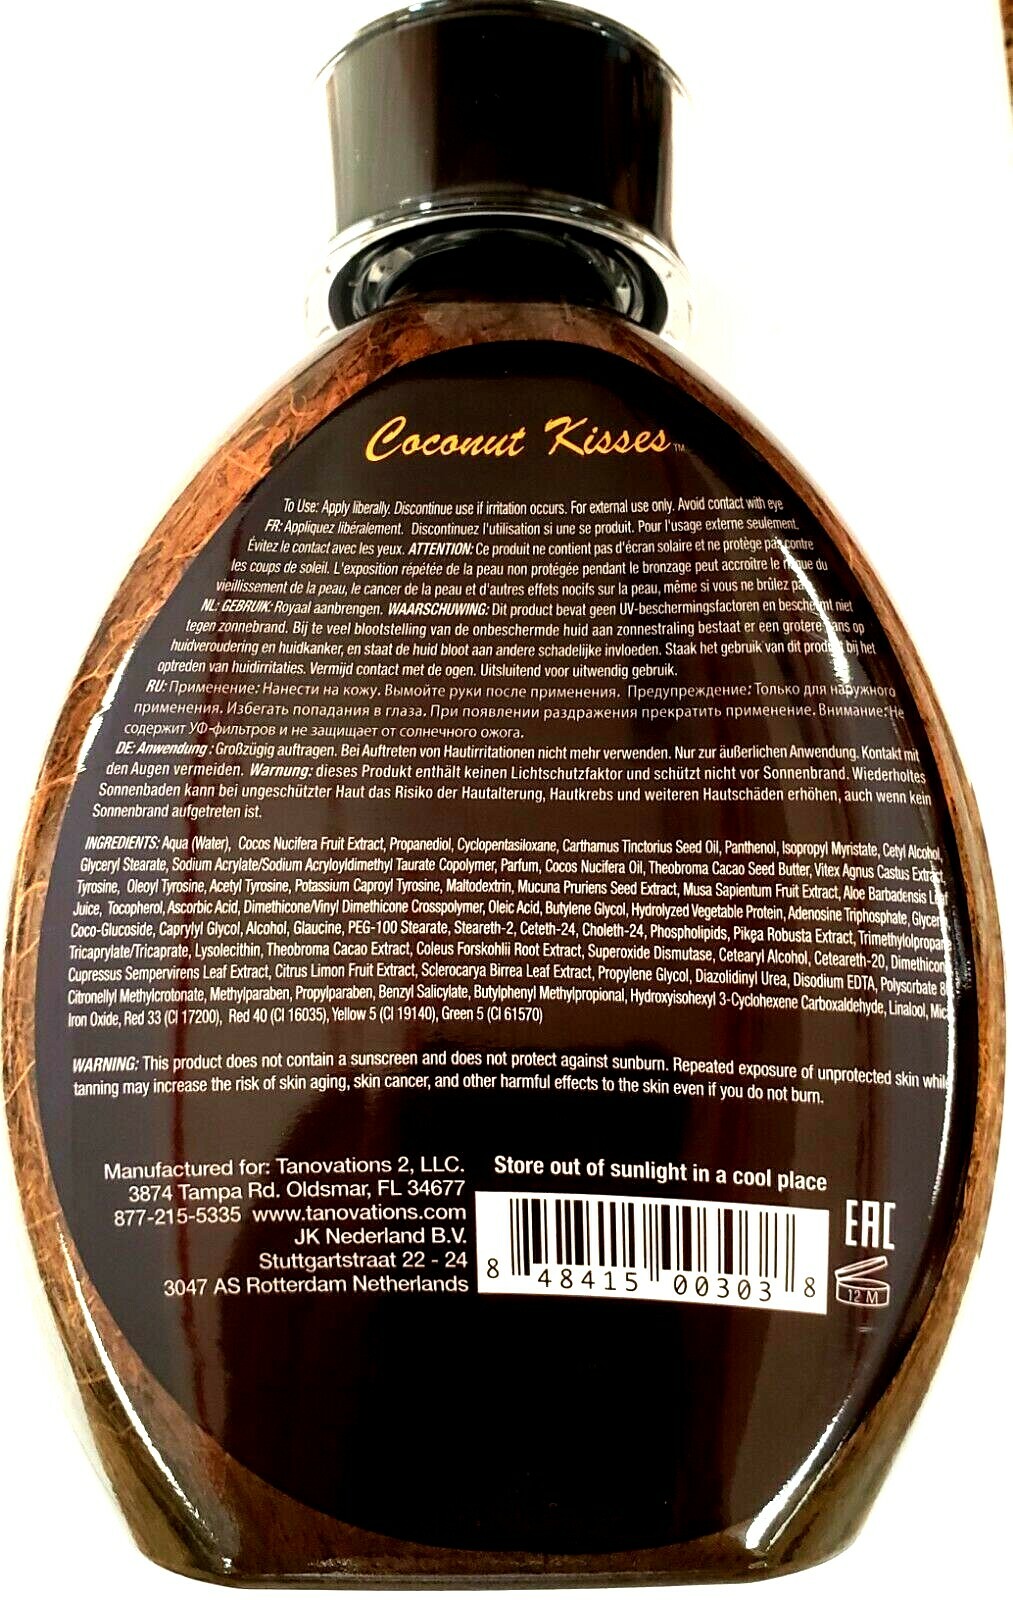 Coconut Kisses™
To Use: Apply liberally. Discontinue use if irritation occurs. For external use only. Avoid contact with eye
FR: Appliquez libéralement. Discontinuez l'utilisation si une se produit. Pour l'usage externe seulement.
Évitez le contact avec les yeux. ATTENTION: Ce produit ne contient pas d'écran solaire et ne protège pas contre
les coups de soleil. L'exposition répétée de la peau non protégée pendant le bronzage peut accroître le risque du
vieillissement de la peau, le cancer de la peau et d'autres effets nocifs sur la peau, même si vous ne brûlez
NL: GEBRUIK: Royaal aanbrengen. WAARSCHUWING: Dit product bevat geen UV-beschermingsfactoren en beschermt niet
tegen zonnebrand. Bij te veel blootstelling van de onbeschermde huid aan zonnestraling bestaat er een grotere kans op
huidveroudering en huidkanker, en staat de huid bloot aan andere schadelijke invloeden. Staak het gebruik van dit product bij het
optreden van huidirritaties. Vermijd contact met de ogen. Uitsluitend voor uitwendig gebruik.
RU: Применение: Нанести на кожу. Вымойте руки после применения. Предупреждение: Только для наружного
применения. Избегать попадания в глаза. При появлении раздражения прекратить применение. Внимание: Не
содержит УФ-фильтров и не защищает от солнечного ожога.
DE: Anwendung : Großzügig auftragen. Bei Auftreten von Hautirritationen nicht mehr verwenden. Nur zur äußerlichen Anwendung. Kontakt mit
den Augen vermeiden. Warnung: dieses Produkt enthält keinen Lichtschutzfaktor und schützt nicht vor Sonnenbrand. Wiederholtes
Sonnenbaden kann bei ungeschützter Haut das Risiko der Hautalterung, Hautkrebs und weiteren Hautschäden erhöhen, auch wenn kein
Sonnenbrand aufgetreten ist.
INGREDIENTS: Aqua (Water), Cocos Nucifera Fruit Extract, Propanediol, Cyclopentasiloxane, Carthamus Tinctorius Seed Oil, Panthenol, Isopropyl Myristate, Cetyl Alcohol,
Glyceryl Stearate, Sodium Acrylate/Sodium Acryloyldimethyl Taurate Copolymer, Parfum, Cocos Nucifera Oil, Theobroma Cacao Seed Butter, Vitex Agnus Castus Extract,
Tyrosine, Oleoyl Tyrosine, Acetyl Tyrosine, Potassium Caproyl Tyrosine, Maltodextrin, Mucuna Pruriens Seed Extract, Musa Sapientum Fruit Extract, Aloe Barbadensis Leaf
Juice, Tocopherol, Ascorbic Acid, Dimethicone/Vinyl Dimethicone Crosspolymer, Oleic Acid, Butylene Glycol, Hydrolyzed Vegetable Protein, Adenosine Triphosphate,
Coco-Glucoside, Caprylyl Glycol, Alcohol, Glaucine, PEG-100 Stearate, Steareth-2, Ceteth-24, Choleth-24, Phospholipids, Pikea Robusta Extract, Trimethylolpropane
Tricaprylate/Tricaprate, Lysolecithin, Theobroma Cacao Extract, Coleus Forskohlii Root Extract, Superoxide Dismutase, Cetearyl Alcohol, Ceteareth-20, Dimethicon
Cupressus Sempervirens Leaf Extract, Citrus Limon Fruit Extract, Sclerocarya Birrea Leaf Extract, Propylene Glycol, Diazolidinyl Urea, Disodium EDTA, Polysorbate
Citronellyl Methylcrotonate, Methylparaben, Propylparaben, Benzyl Salicylate, Butylphenyl Methylpropional, Hydroxyisohexyl 3-Cyclohexene Carboxaldehyde, Linalool,
Iron Oxide, Red 33 (CI 17200), Red 40 (CI 16035), Yellow 5 (CI 19140), Green 5 (CI 61570)
WARNING: This product does not contain a sunscreen and does not protect against sunburn. Repeated exposure of unprotected skin while
tanning may increase the risk of skin aging, skin cancer, and other harmful effects to the skin even if you do not burn.
Manufactured for: Tanovations 2, LLC.
3874 Tampa Rd. Oldsmar, FL 34677
877-215-5335 www.tanovations.com
JK Nederland B.V.
Stuttgartstraat 22 - 24
3047 AS Rotterdam Netherlands
Store out of sunlight in a cool place
8 48415 00303 8
EAC
12 M